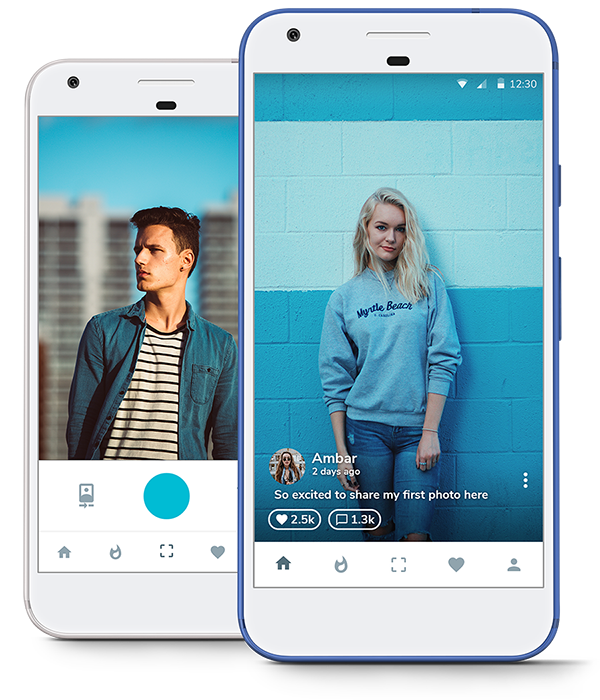 12:30
Myrtle Beach
S. CAROLINA
Ambar
2 days ago
So excited to share my first photo here
2.5k
1.3k